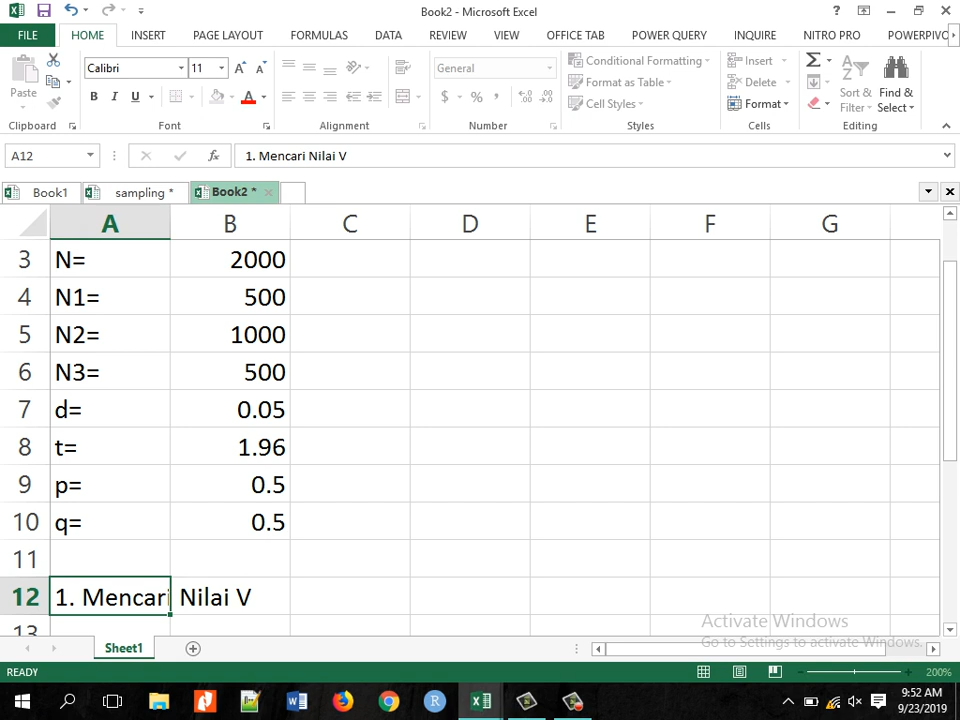 Book2 - Microsoft Excel
FILE HOME INSERT PAGE LAYOUT FORMULAS DATA REVIEW VIEW OFFICE TAB POWER QUERY INQUIRE NITRO PRO
Paste
Calibri 11
General
Conditional Formatting
Format as Table
Cell Styles
Insert
Delete
Format
Sort & Filter
Find & Select
Clipboard Font Alignment Number Styles Cells Editing
A12 fx 1. Mencari Nilai V
Book1 sampling * Book2 *
A B C D E F G
3 N= 2000
4 N1= 500
5 N2= 1000
6 N3= 500
7 d= 0.05
8 t= 1.96
9 p= 0.5
10 q= 0.5
11
12 1. Mencari Nilai V
13
Activate Windows
Go to Settings to activate Windows.
Sheet1
READY 200%
9:52 AM
9/23/2019